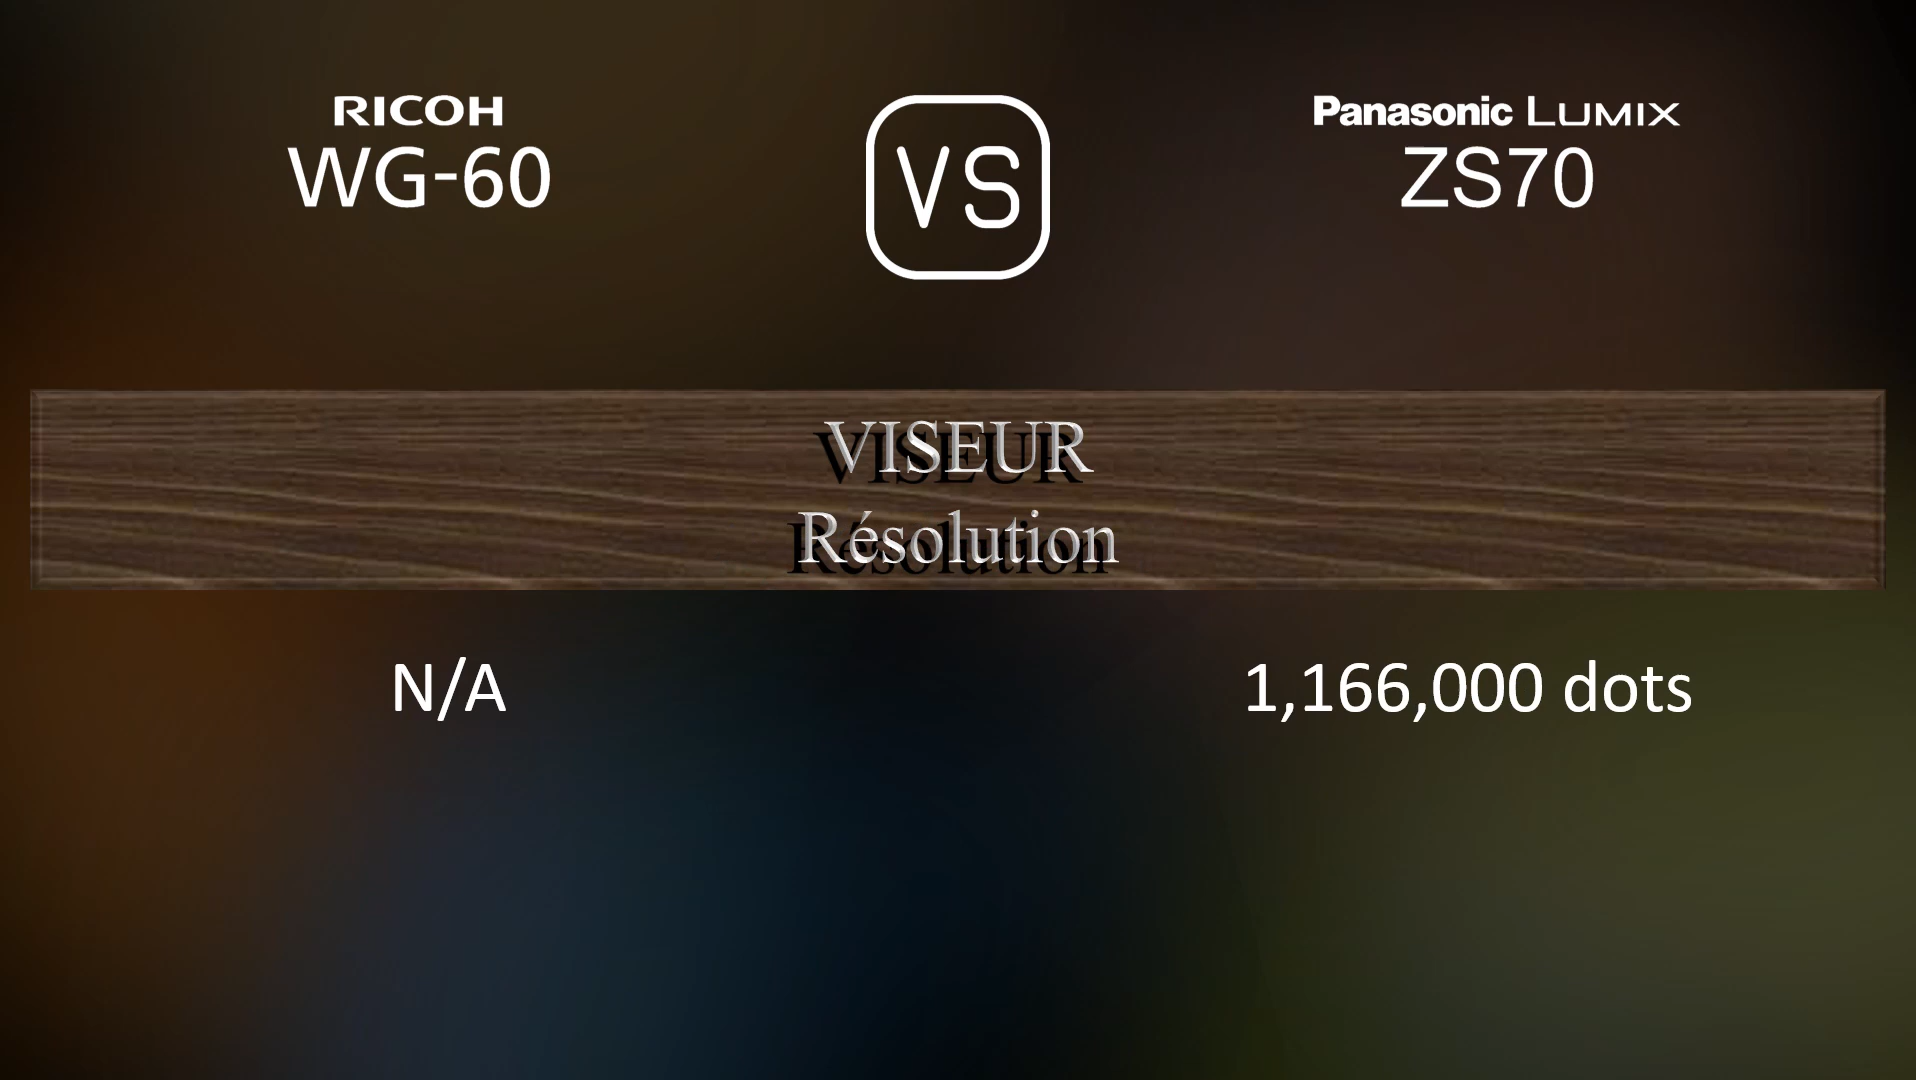 RICOH
WG-60
VS
Panasonic LUMIX
ZS70
VISEUR
Résolution
N/A
1,166,000 dots